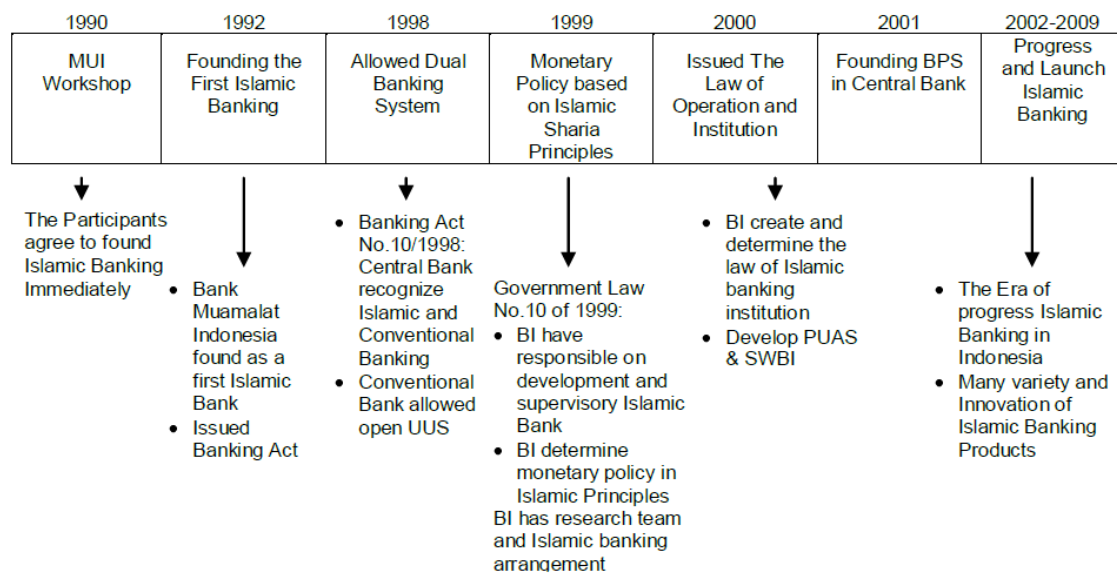 1990
1992
1998
1999
2000
2001
2002-2009
MUI
Workshop
Founding the
First Islamic
Banking
Allowed Dual
Banking
System
Monetary
Policy based
on Islamic
Sharia
Principles
Issued The
Law of
Operation and
Institution
Founding BPS
in Central Bank
Progress
and Launch
Islamic
Banking
The Participants
agree to found
Islamic Banking
Immediately
• Bank
Muamalat
Indonesia
found as a
first Islamic
Bank
• Issued
Banking Act
• Banking Act
No.10/1998:
Central Bank
recognize
Islamic and
Conventional
Banking
• Conventional
Bank allowed
open UUS
Government Law
No.10 of 1999:
• BI have
responsible on
development and
supervisory Islamic
Bank
• BI determine
monetary policy in
Islamic Principles
BI has research team
and Islamic banking
arrangement
• BI create and
determine the
law of Islamic
banking
institution
• Develop PUAS
& SWBI
• The Era of
progress Islamic
Banking in
Indonesia
• Many variety and
Innovation of
Islamic Banking
Products